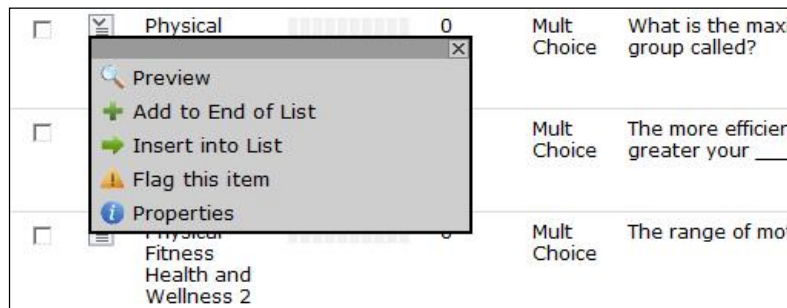 Physical
0
Mult
Choice
What is the max
group called?
Preview
Add to End of List
Insert into List
Flag this item
Properties
Mult
Choice
The more efficien
greater your ___
Physical
Fitness
Health and
Wellness 2
Mult
Choice
The range of mo